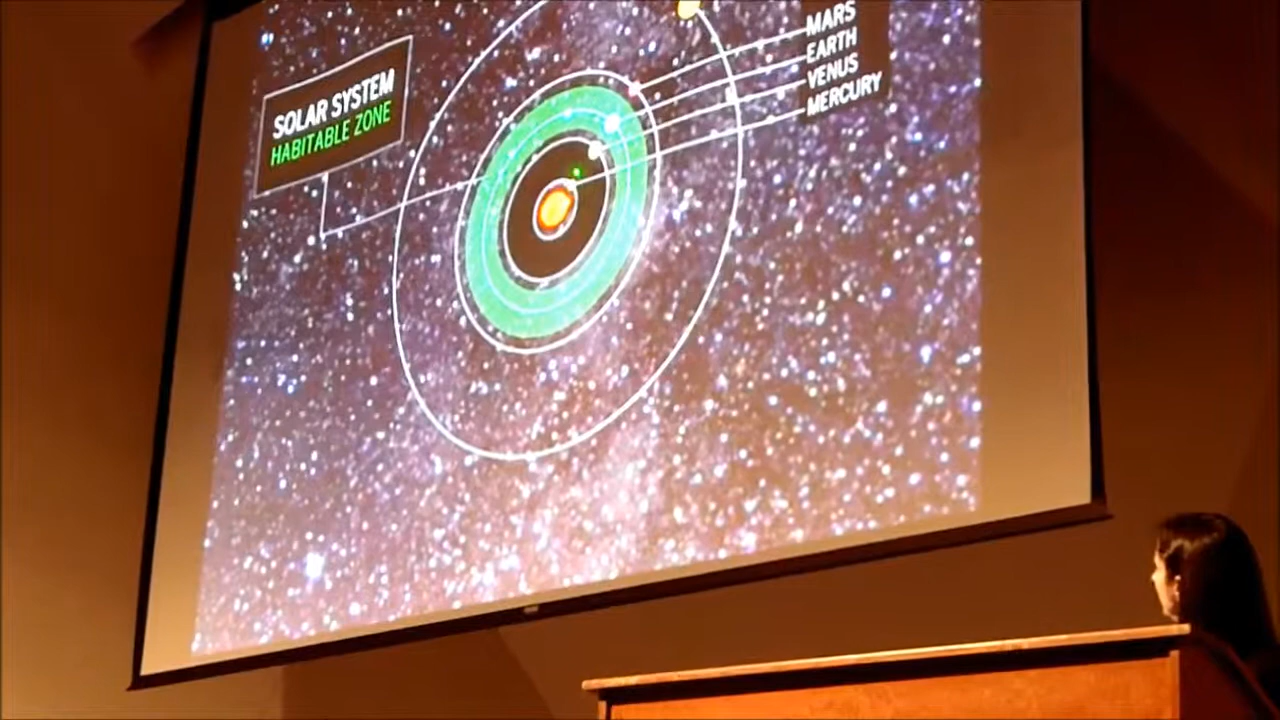 SOLAR SYSTEM
HABITABLE ZONE
MARS
EARTH
VENUS
MERCURY